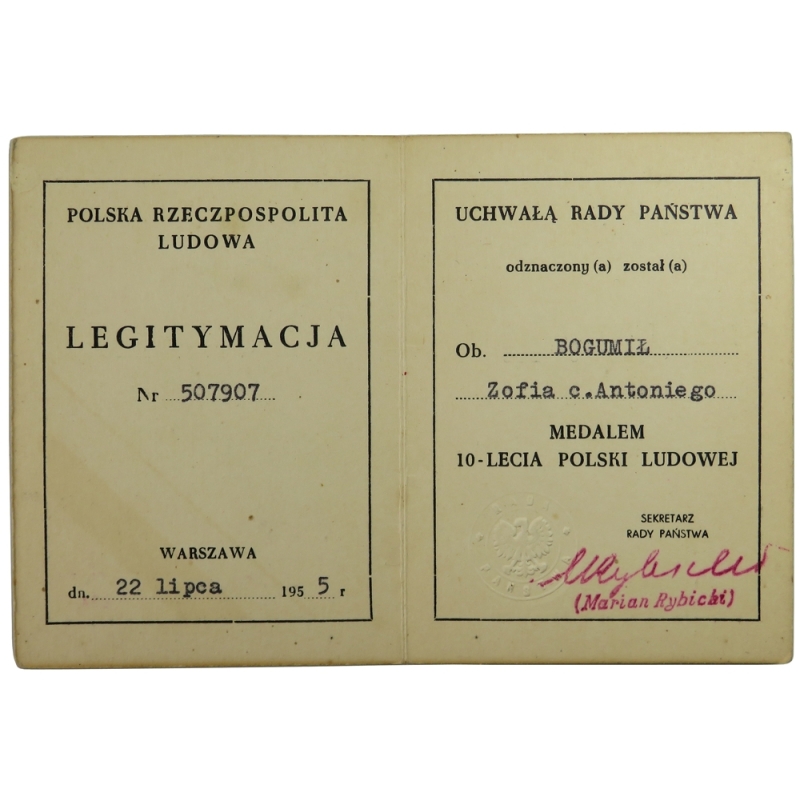 POLSKA RZECZPOSPOLITA
LUDOWA
LEGITYMACJA
Nr 507907
WARSZAWA
dn. 22 lipca 1955 r
UCHWAŁĄ RADY PAŃSTWA
odznaczony (a) został (a)
Ob. BOGUMIŁ
Zofia c.Antoniego
MEDALEM
10-LECIA POLSKI LUDOWEJ
SEKRETARZ
RADY PAŃSTWA
MRybicki
(Marian Rybicki)